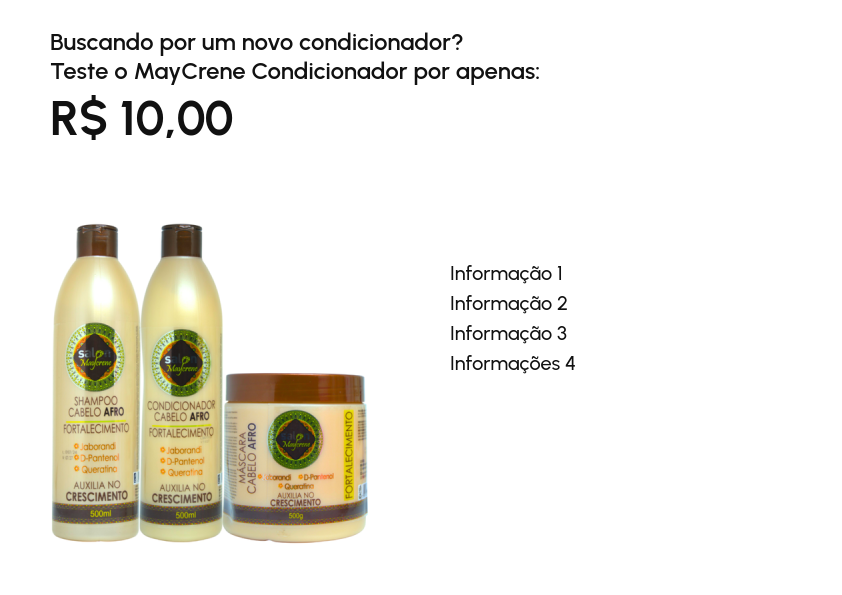 Buscando por um novo condicionador?
Teste o MayCrene Condicionador por apenas:
R$ 10,00
Informação 1
Informação 2
Informação 3
Informações 4
SHAMPOO
CABELO AFRO
FORTALECIMENTO
Jaborandi
D-Pantenol
Queratina
AUXILIA NO
CRESCIMENTO
500ml
CONDICIONADOR
CABELO AFRO
FORTALECIMENTO
Jaborandi
D-Pantenol
Queratina
AUXILIA NO
CRESCIMENTO
500ml
MÁSCARA
CABELO AFRO
Maycrene
Jaborandi D-Pantenol
Queratina
AUXILIA NO
CRESCIMENTO
500g
FORTALECIMENTO